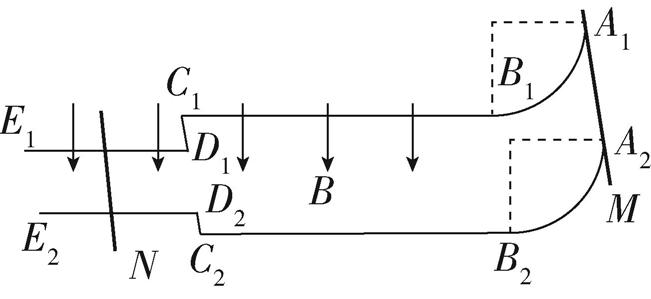 A₁
C₁ B₁
E₁ D₁ A₂
D₂ B M
E₂ N C₂ B₂